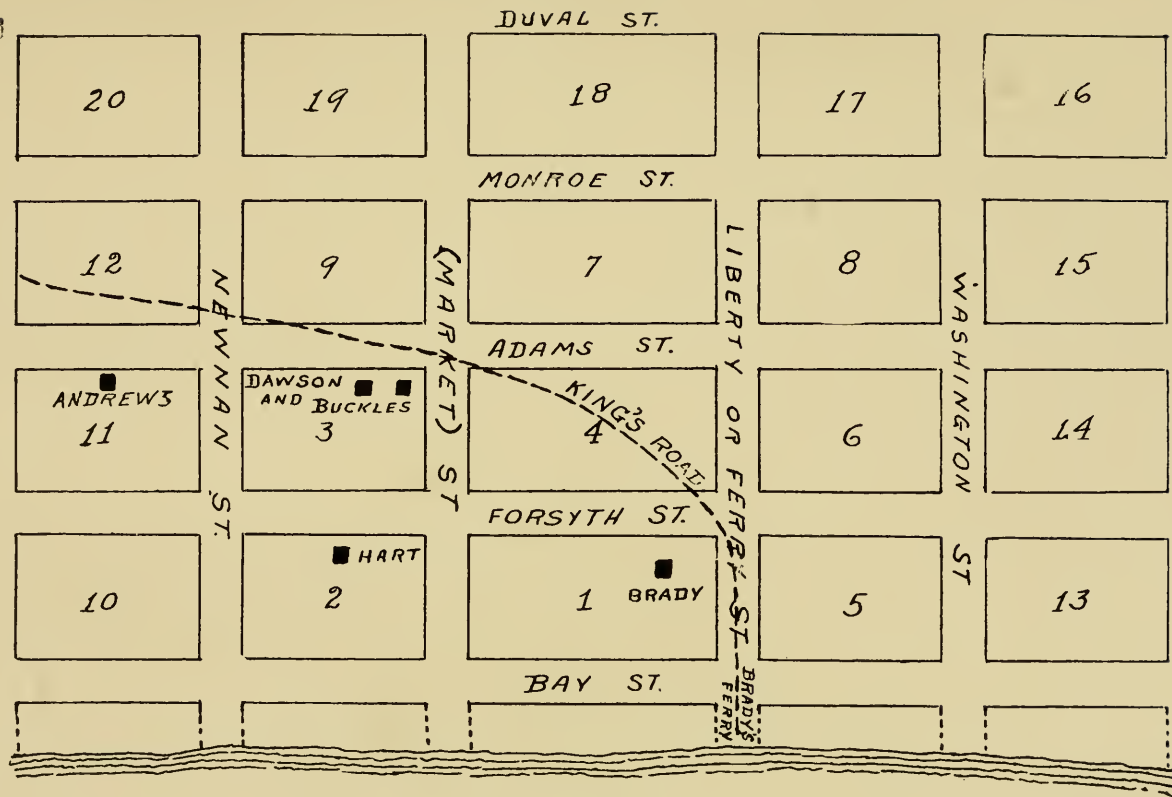 DUVAL ST.
20 19 18 17 16
MONROE ST.
12 9 7 8 15
NEWNAN ST.
(MARKET) ST
LIBERTY OR FERRY ST.
WASHINGTON ST
ADAMS ST.
KING'S ROAD
ANDREWS
11
DAWSON
AND BUCKLES
3 4 6 14
FORSYTH ST.
HART
BRADY
10 2 1 5 13
BAY ST.
BRADY'S
FERRY